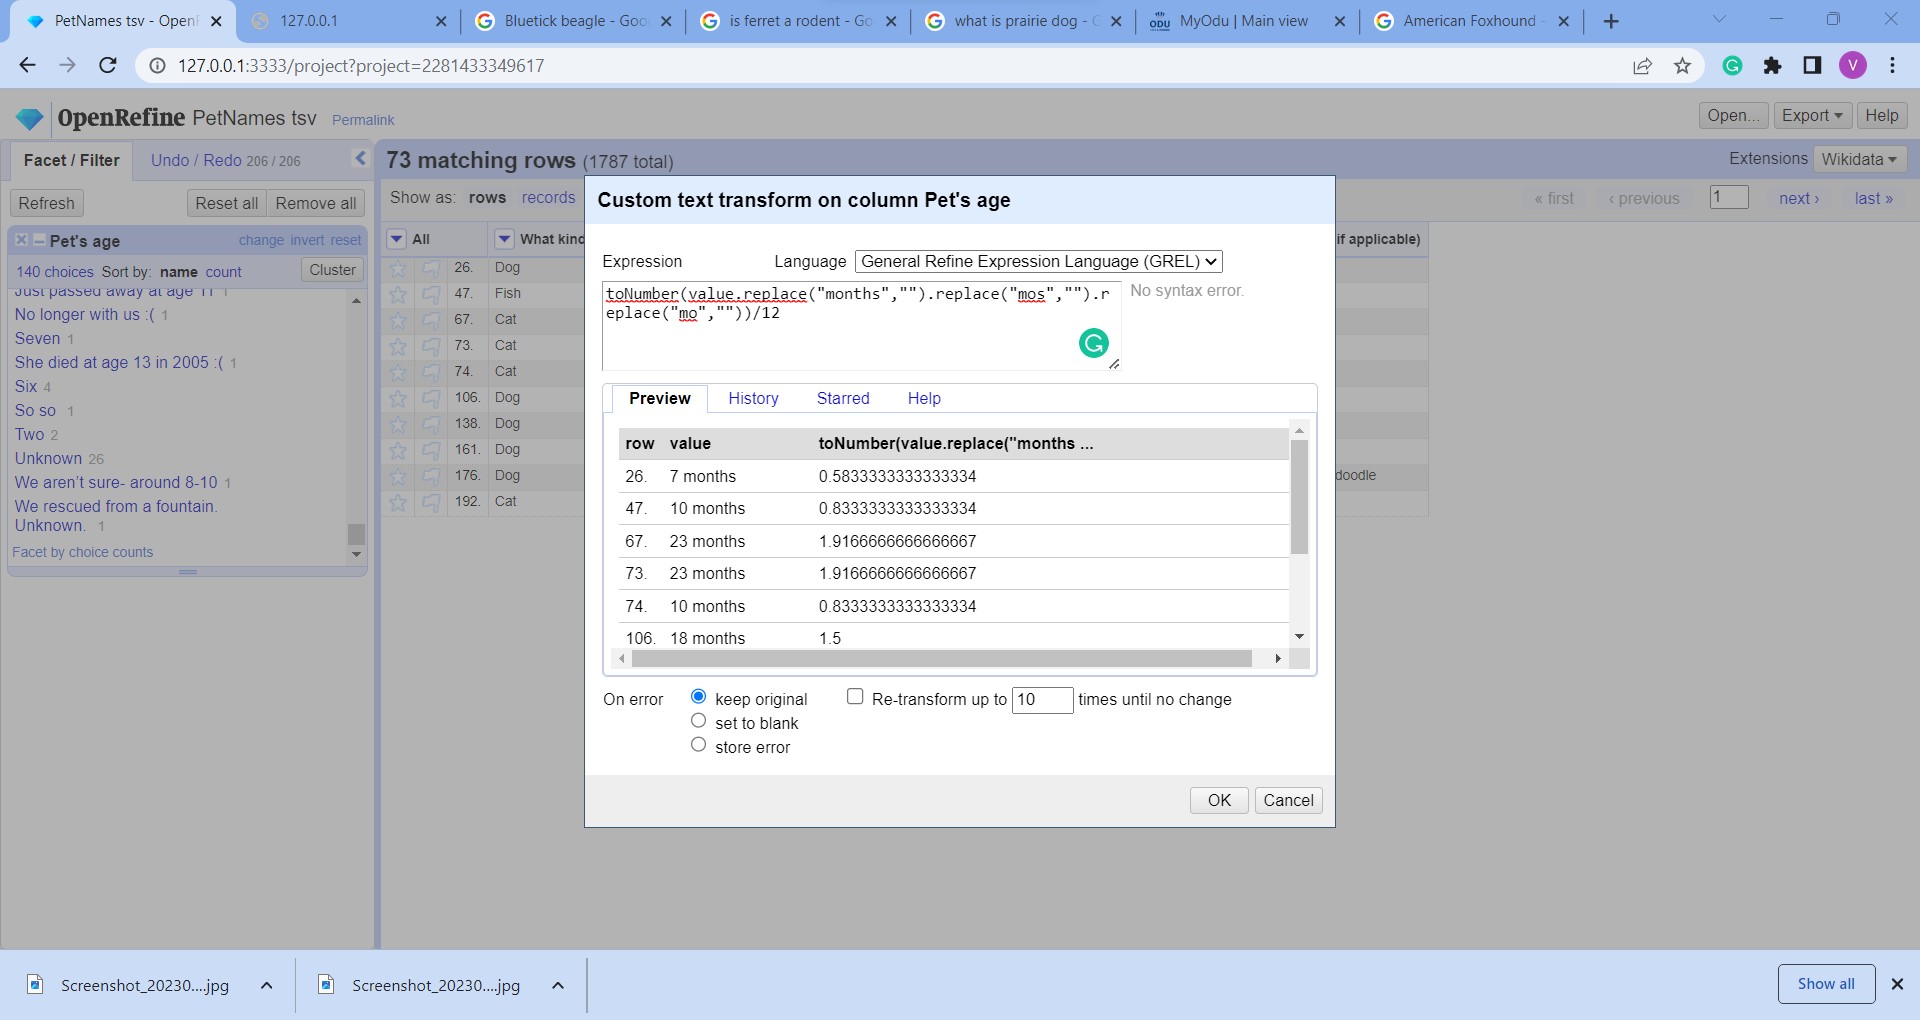 PetNames tsv - OpenF
127.0.0.1
Bluetick beagle - Goo
is ferret a rodent - Go
what is prairie dog - G
ODU MyOdu | Main view
American Foxhound -
127.0.0.1:3333/project?project=2281433349617
V
OpenRefine PetNames tsv Permalink
Open... Export Help
Facet / Filter Undo / Redo 206 / 206
73 matching rows (1787 total)
Extensions Wikidata
Refresh Reset all Remove all
Show as: rows records
« first ‹ previous 1 next › last »
Pet's age change invert reset
140 choices Sort by: name count Cluster
Just passed away at age 11 1
No longer with us :( 1
Seven 1
She died at age 13 in 2005 :( 1
Six 4
So so 1
Two 2
Unknown 26
We aren't sure- around 8-10 1
We rescued from a fountain.
Unknown. 1
Facet by choice counts
All What kind if applicable)
26. Dog
47. Fish
67. Cat
73. Cat
74. Cat
106. Dog
138. Dog
161. Dog
176. Dog doodle
192. Cat
Custom text transform on column Pet's age
Expression Language General Refine Expression Language (GREL)
toNumber(value.replace("months","").replace("mos","").r
eplace("mo",""))/12
No syntax error.
Preview History Starred Help
row value toNumber(value.replace("months ...
26. 7 months 0.5833333333333334
47. 10 months 0.8333333333333334
67. 23 months 1.9166666666666667
73. 23 months 1.9166666666666667
74. 10 months 0.8333333333333334
106. 18 months 1.5
On error keep original Re-transform up to 10 times until no change
set to blank
store error
OK Cancel
Screenshot_20230....jpg
Screenshot_20230....jpg
Show all